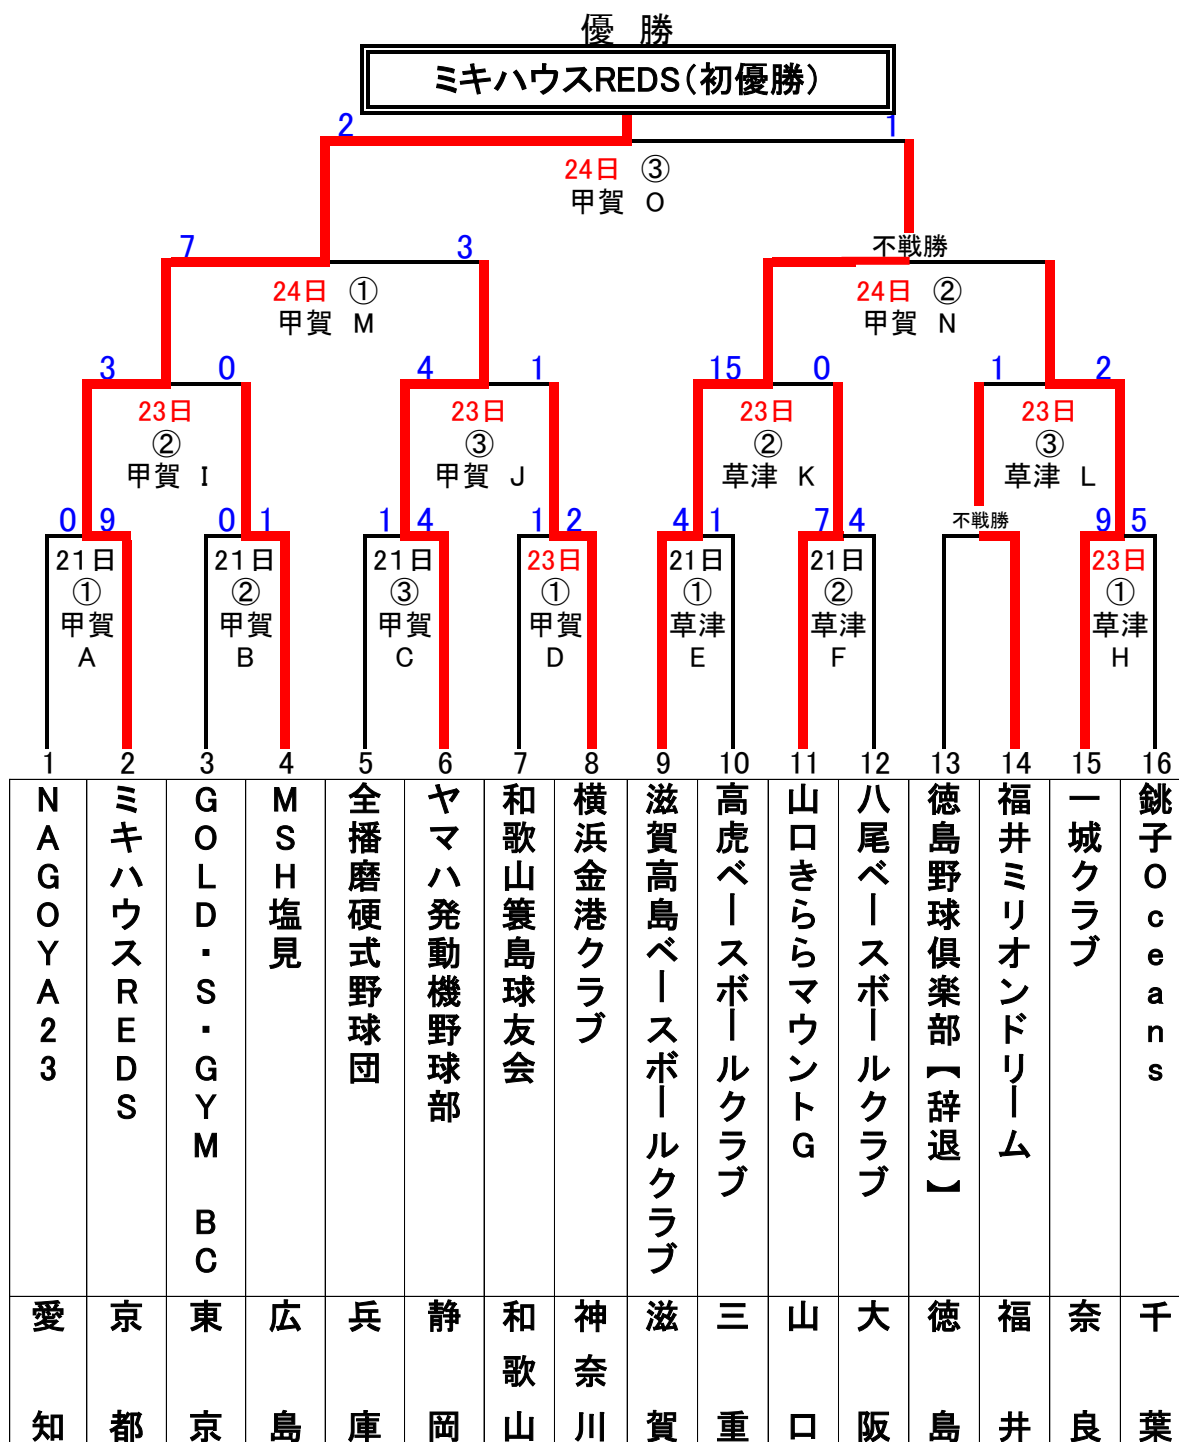 優 勝
ミキハウスREDS（初優勝）
2 1
24日 ③
甲賀 O
7 3 不戦勝
24日 ① 24日 ②
甲賀 M 甲賀 N
3 0 4 1 15 0 1 2
23日 23日 23日 23日
② ③ ② ③
甲賀 I 甲賀 J 草津 K 草津 L
0 9 0 1 1 4 1 2 4 1 7 4 不戦勝 9 5
21日 21日 21日 23日 21日 21日 23日
① ② ③ ① ① ② ①
甲賀 甲賀 甲賀 甲賀 草津 草津 草津
A B C D E F H
1 2 3 4 5 6 7 8 9 10 11 12 13 14 15 16
NAGOYA23
ミキハウスREDS
GOLD・S・GYM BC
MSH塩見
全播磨硬式野球団
ヤマハ発動機野球部
和歌山箕島球友会
横浜金港クラブ
滋賀高島ベースボールクラブ
高虎ベースボールクラブ
山口きららマウントG
八尾ベースボールクラブ
徳島野球倶楽部【辞退】
福井ミリオンドリーム
一城クラブ
銚子Oceans
愛知
京都
東京
広島
兵庫
静岡
和歌山
神奈川
滋賀
三重
山口
大阪
徳島
福井
奈良
千葉